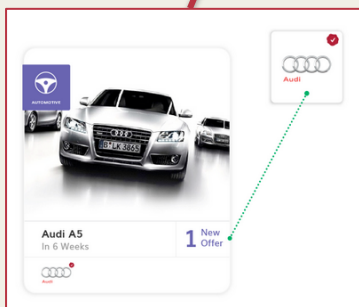 Audi
AUTOMOTIVE
B*LK 3865
Audi A5
In 6 Weeks
1 New
Offer
Audi